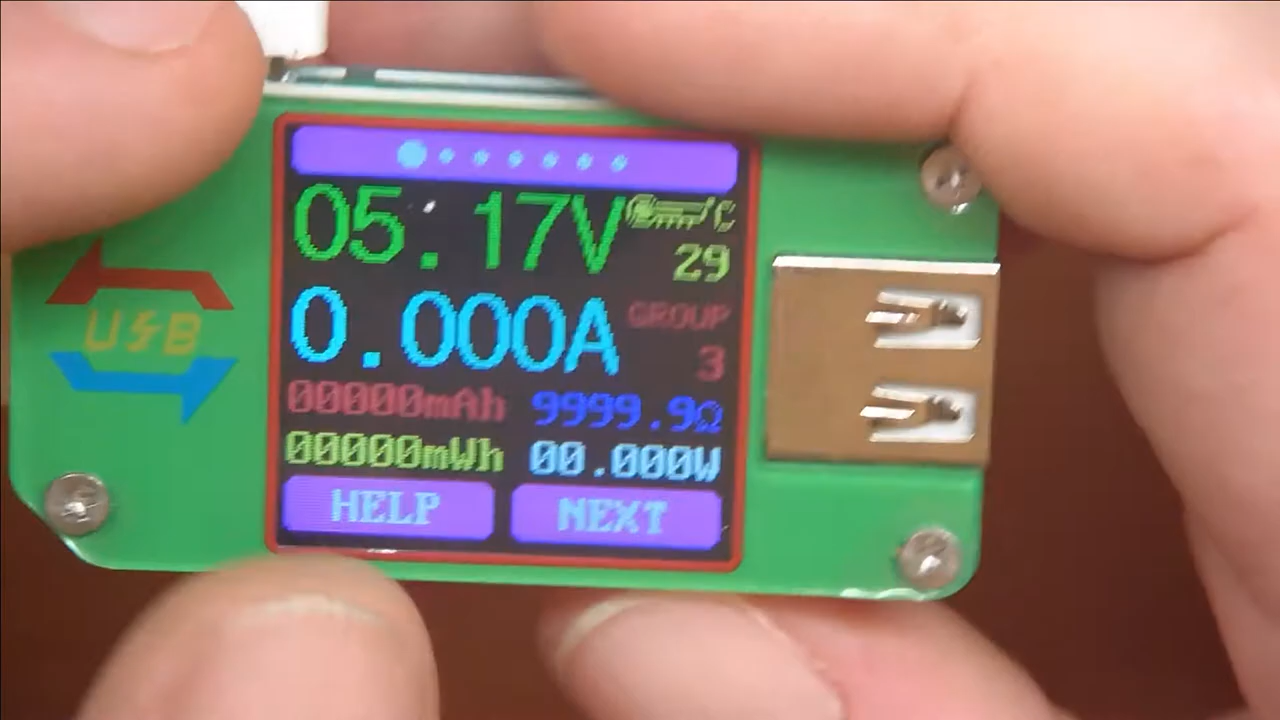 05.17V °C
29
USB
0.000A GROUP
3
00000mAh 9999.9Ω
00000mWh 00.000W
HELP NEXT